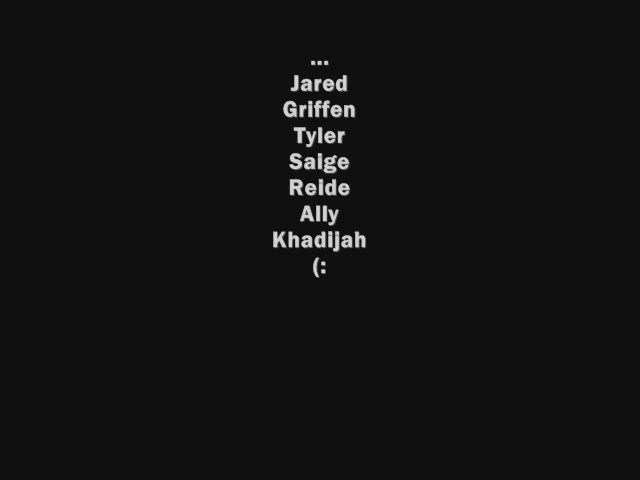 ...
Jared
Griffen
Tyler
Saige
Reide
Ally
Khadijah
(: